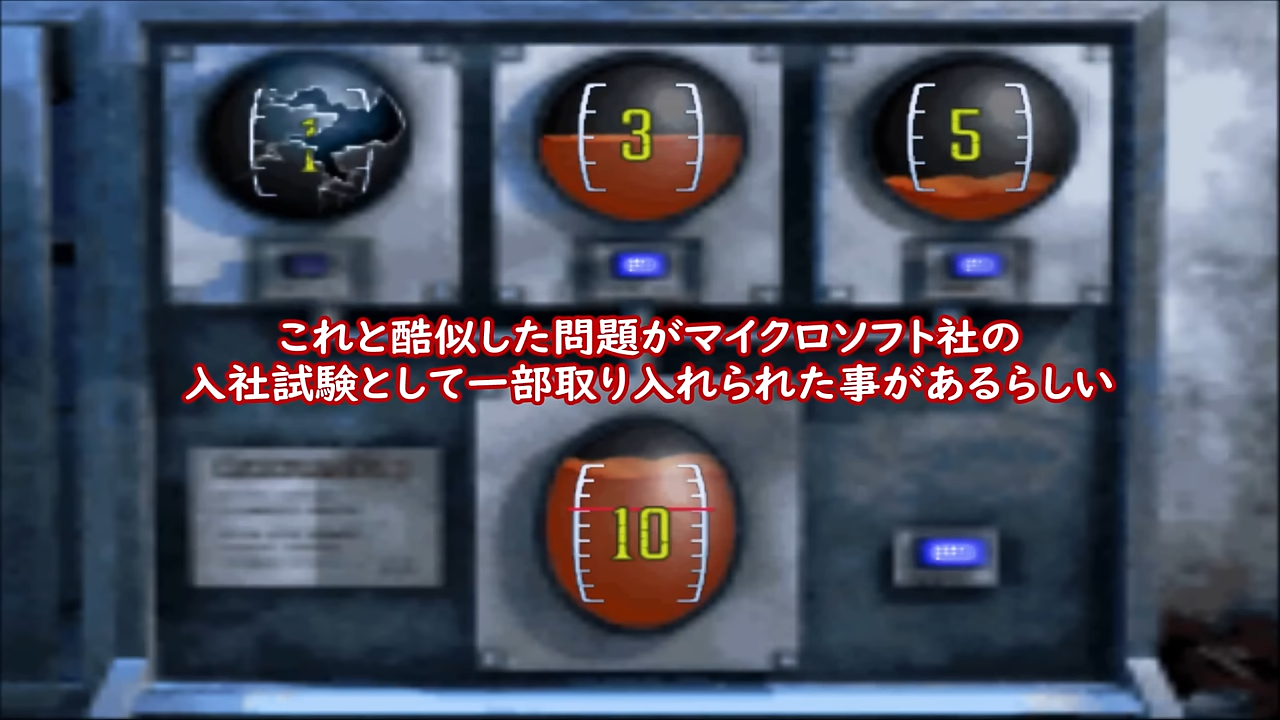 3
5
これと酷似した問題がマイクロソフト社の
入社試験として一部取り入れられた事があるらしい
10